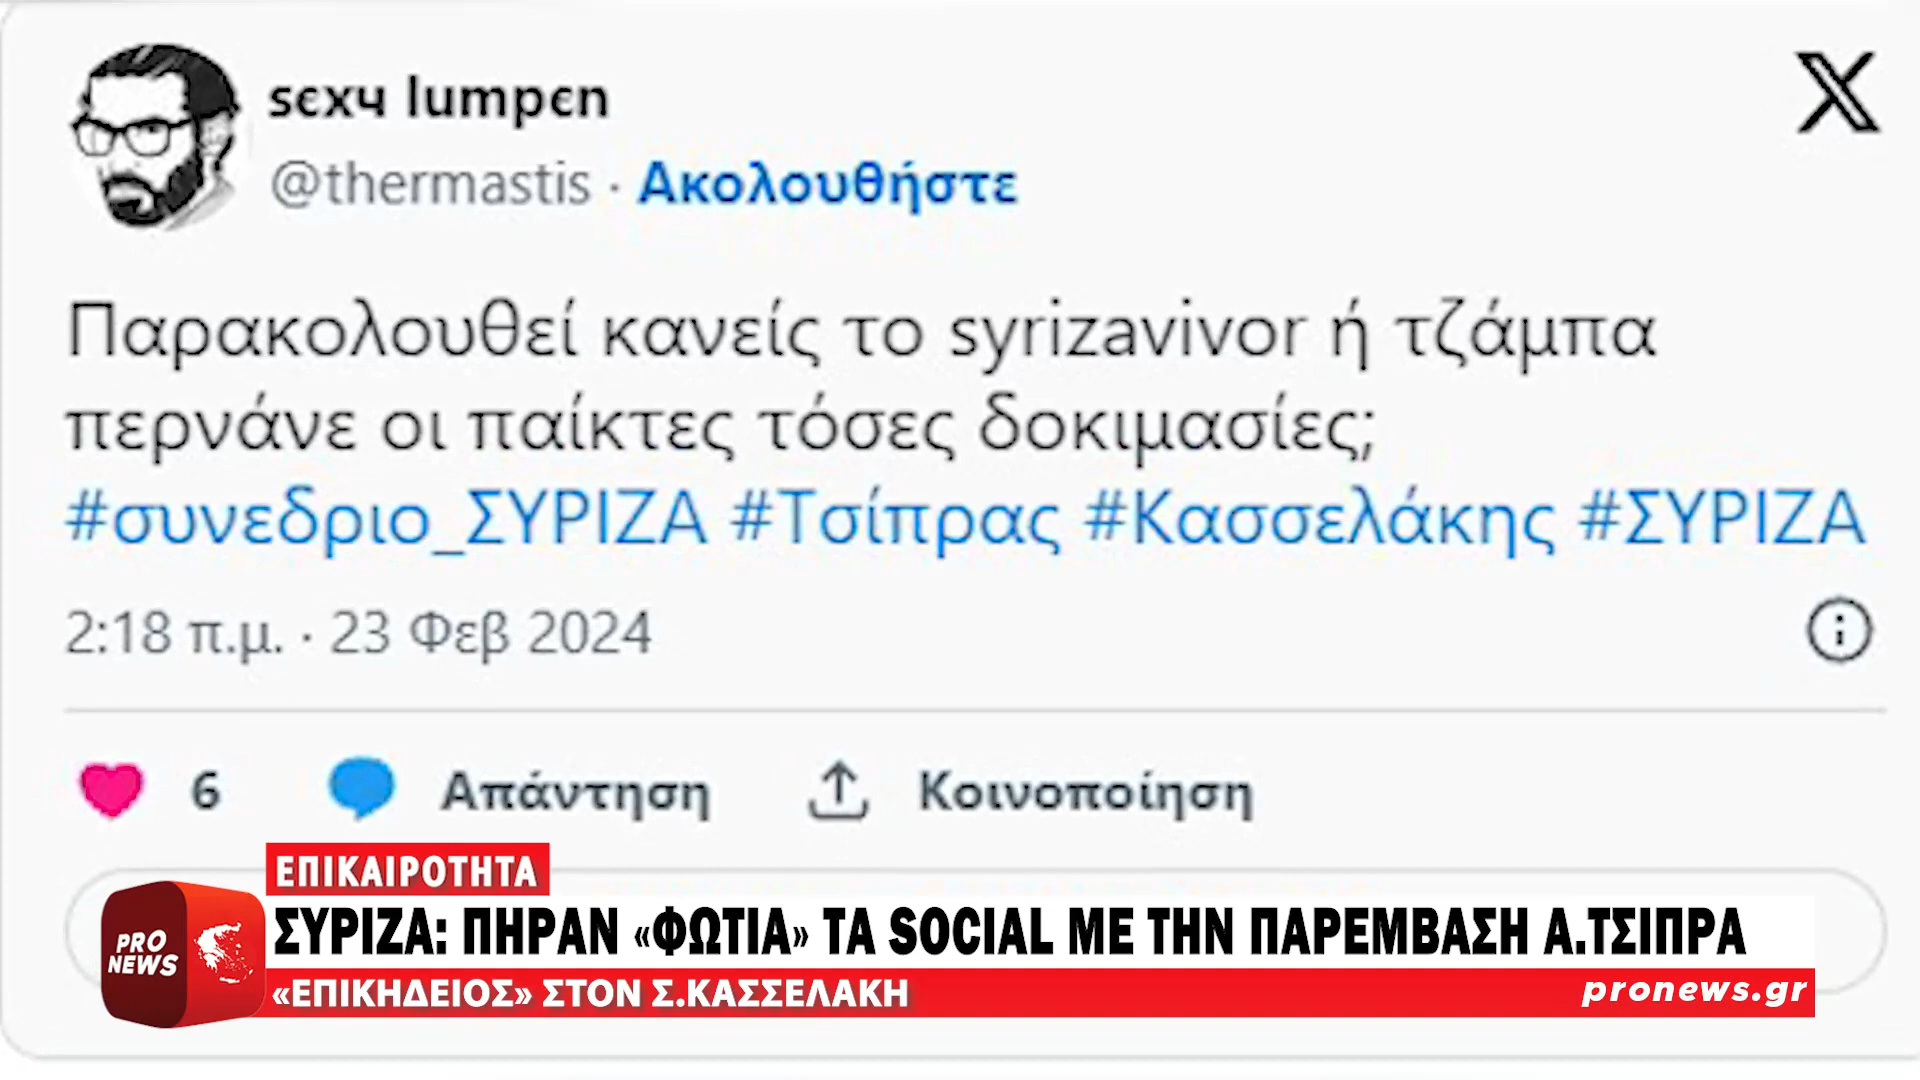 sєxч lumpєn
@thermastis · Ακολουθήστε
Παρακολουθεί κανείς το syrizavivor ή τζάμπα
περνάνε οι παίκτες τόσες δοκιμασίες;
#συνεδριο_ΣΥΡΙΖΑ #Τσίπρας #Κασσελάκης #ΣΥΡΙΖΑ
2:18 π.μ. · 23 Φεβ 2024
6 Απάντηση Κοινοποίηση
ΕΠΙΚΑΙΡΟΤΗΤΑ
PRO
NEWS
ΣΥΡΙΖΑ: ΠΗΡΑΝ «ΦΩΤΙΑ» ΤΑ SOCIAL ΜΕ ΤΗΝ ΠΑΡΕΜΒΑΣΗ Α.ΤΣΙΠΡΑ
«ΕΠΙΚΗΔΕΙΟΣ» ΣΤΟΝ Σ.ΚΑΣΣΕΛΑΚΗ
pronews.gr